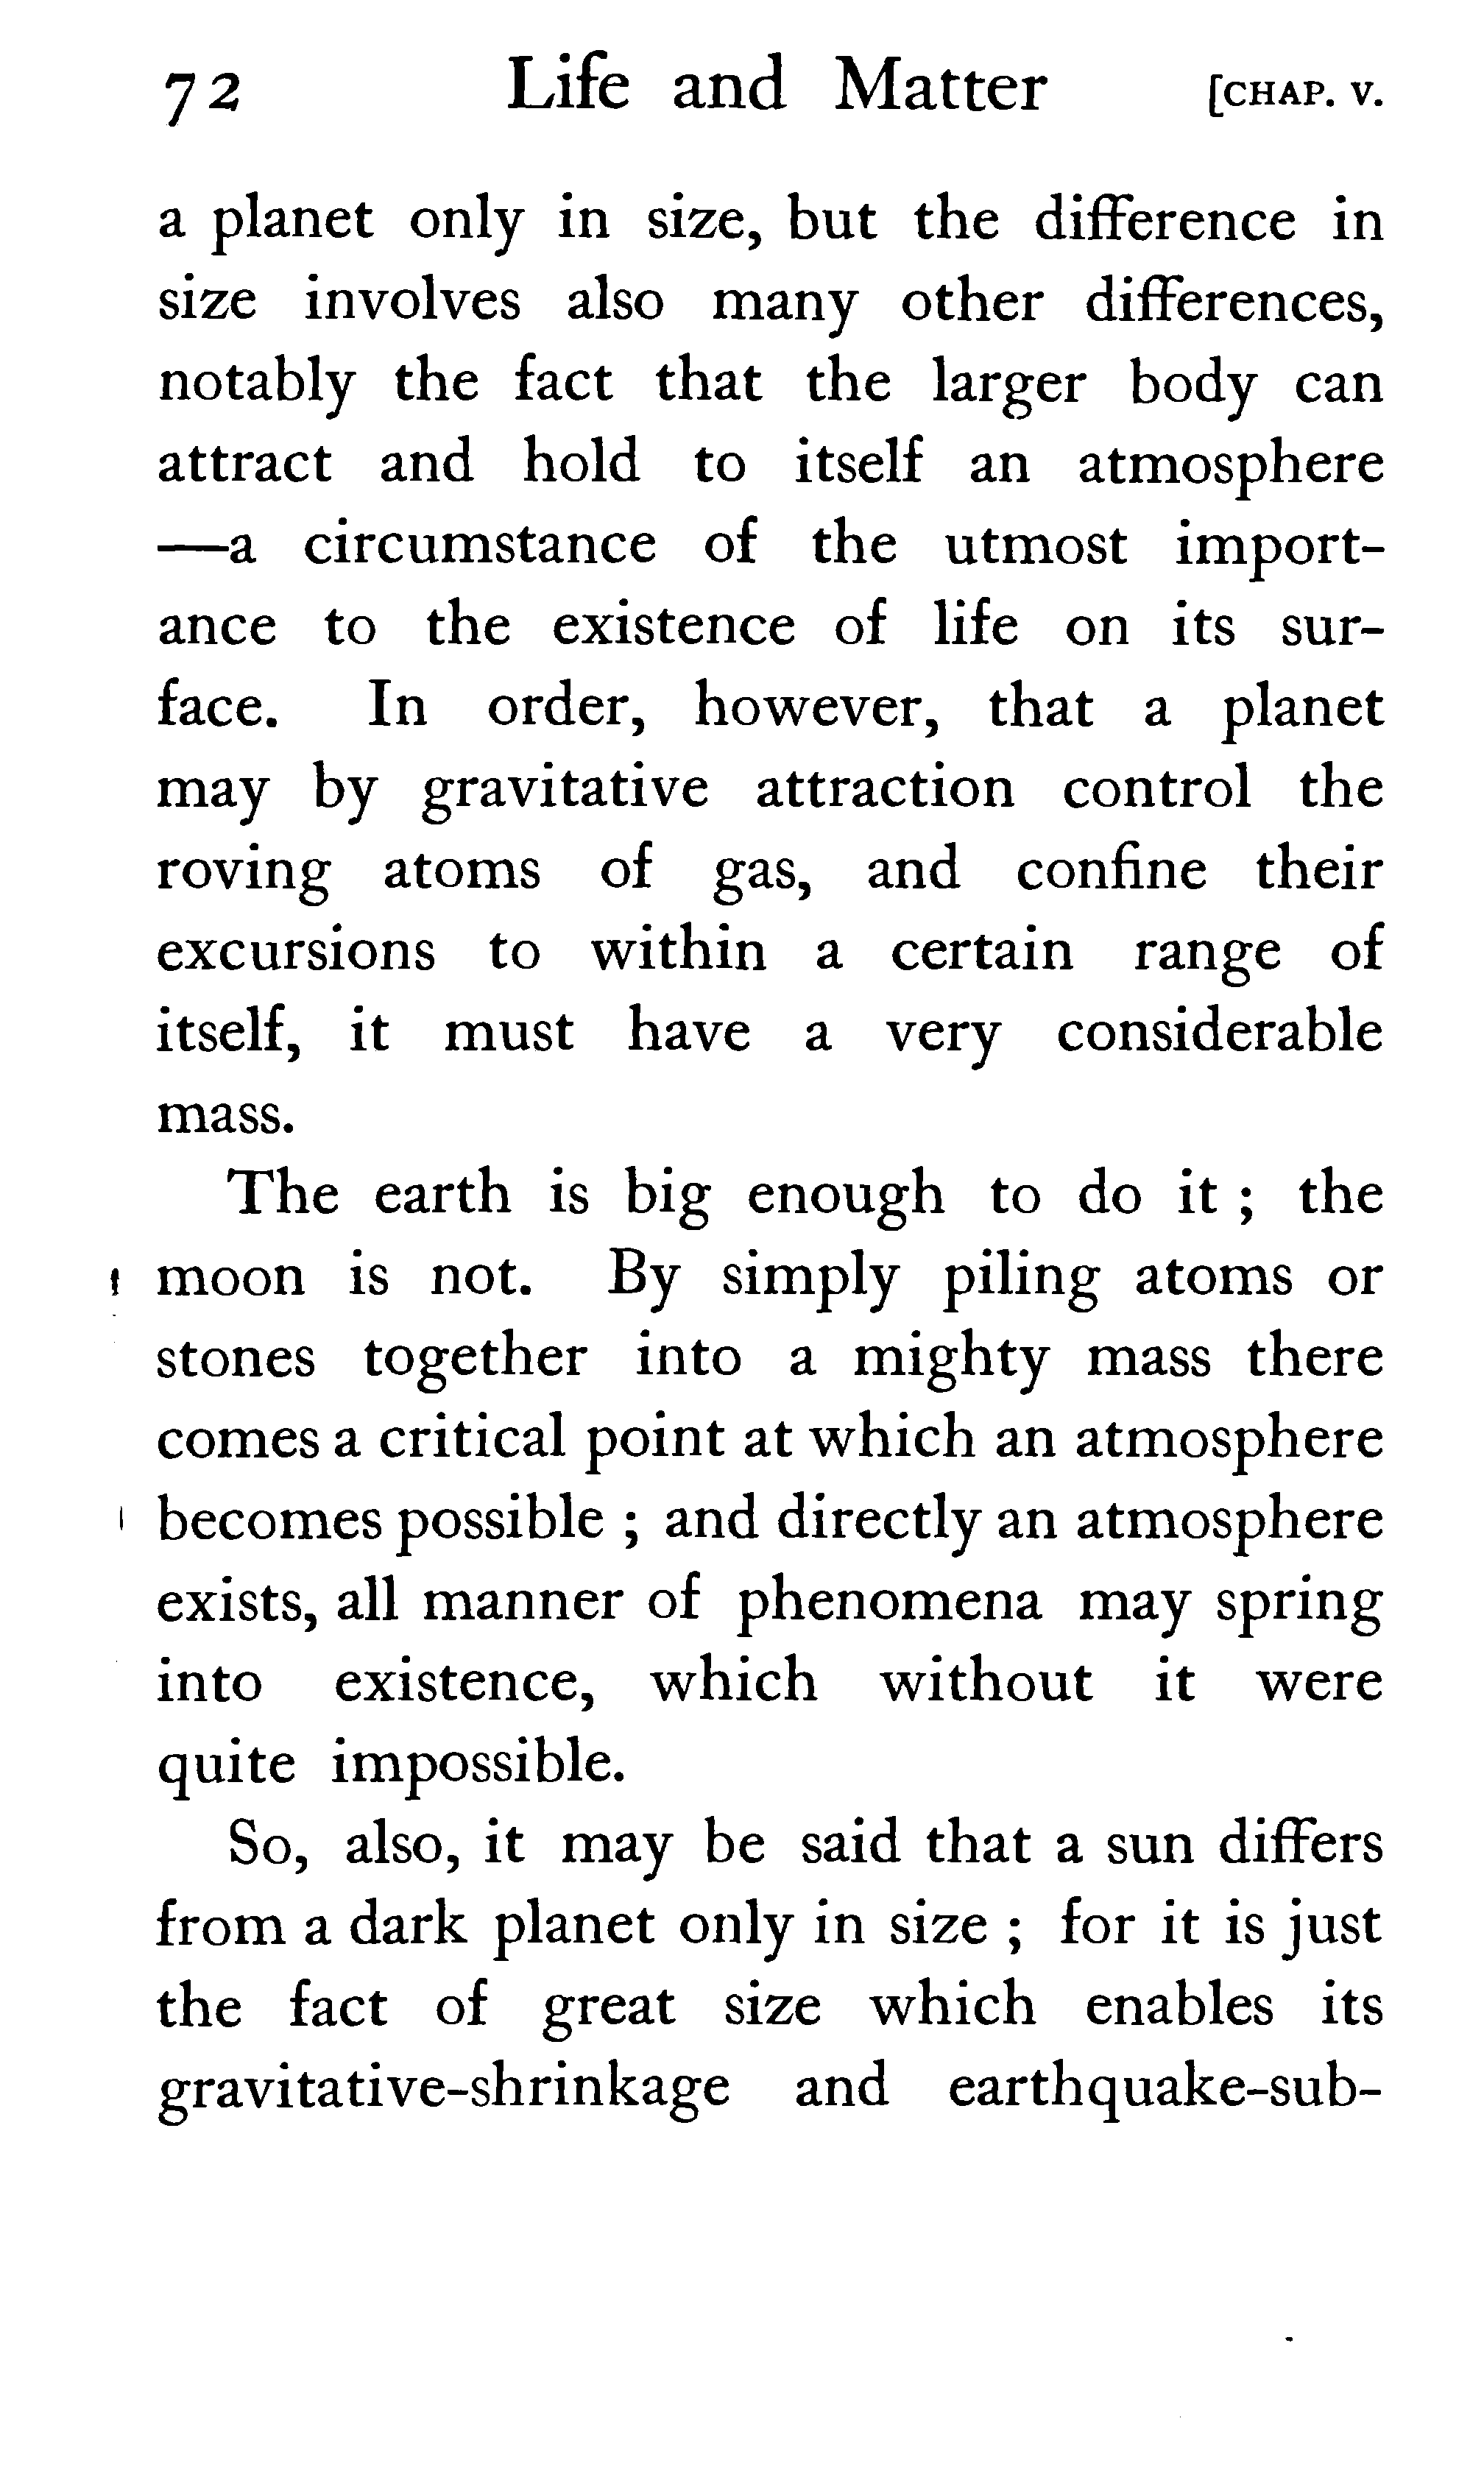 72 Life and Matter [CHAP. V.
a planet only in size, but the difference in
size involves also many other differences,
notably the fact that the larger body can
attract and hold to itself an atmosphere
—a circumstance of the utmost import-
ance to the existence of life on its sur-
face. In order, however, that a planet
may by gravitative attraction control the
roving atoms of gas, and confine their
excursions to within a certain range of
itself, it must have a very considerable
mass.
The earth is big enough to do it ; the
moon is not. By simply piling atoms or
stones together into a mighty mass there
comes a critical point at which an atmosphere
becomes possible ; and directly an atmosphere
exists, all manner of phenomena may spring
into existence, which without it were
quite impossible.
So, also, it may be said that a sun differs
from a dark planet only in size ; for it is just
the fact of great size which enables its
gravitative-shrinkage and earthquake-sub-